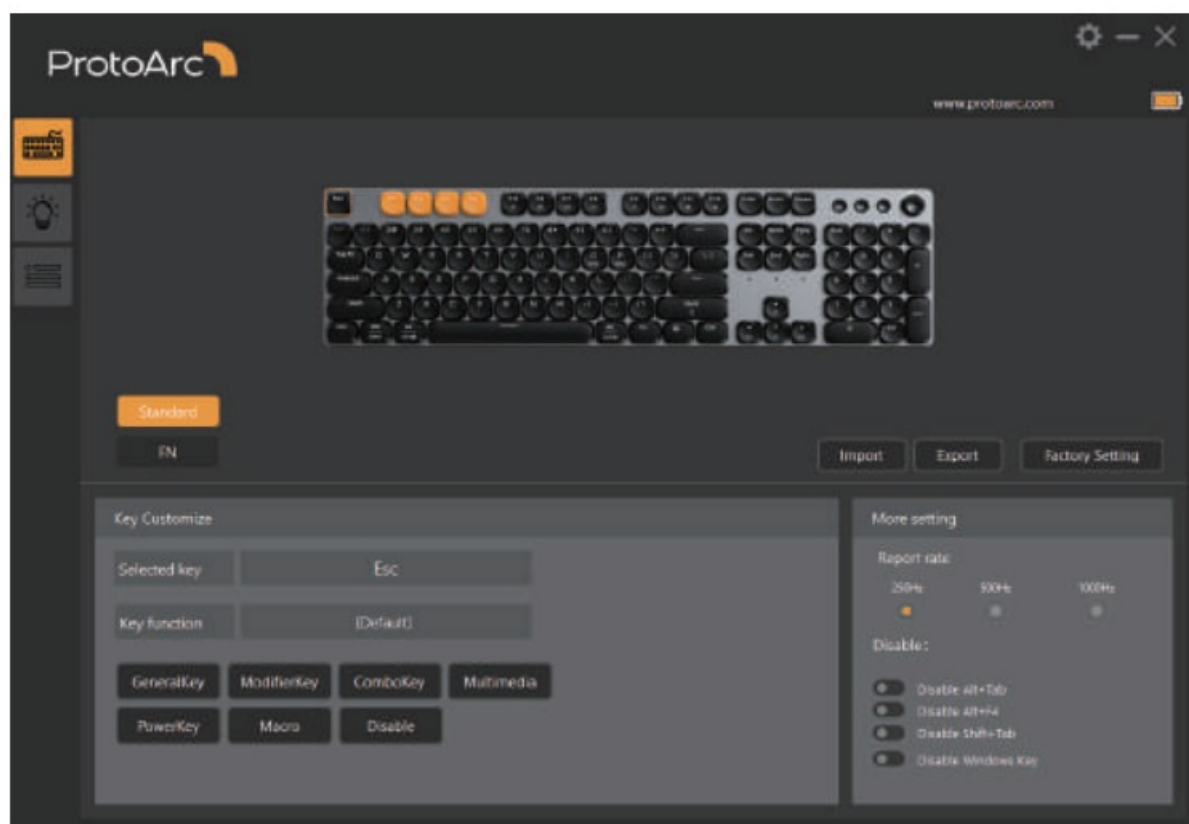 ProtoArc
www.protoarc.com
Standard
FN
Import Export Factory Setting
Key Customize
Selected key Esc
Key function (Default)
GeneralKey ModifierKey ComboKey Multimedia
PowerKey Macro Disable
More setting
Report rate
250Hz 500Hz 1000Hz
Disable:
Disable Alt+Tab
Disable Alt+F4
Disable Shift+Tab
Disable Windows Key